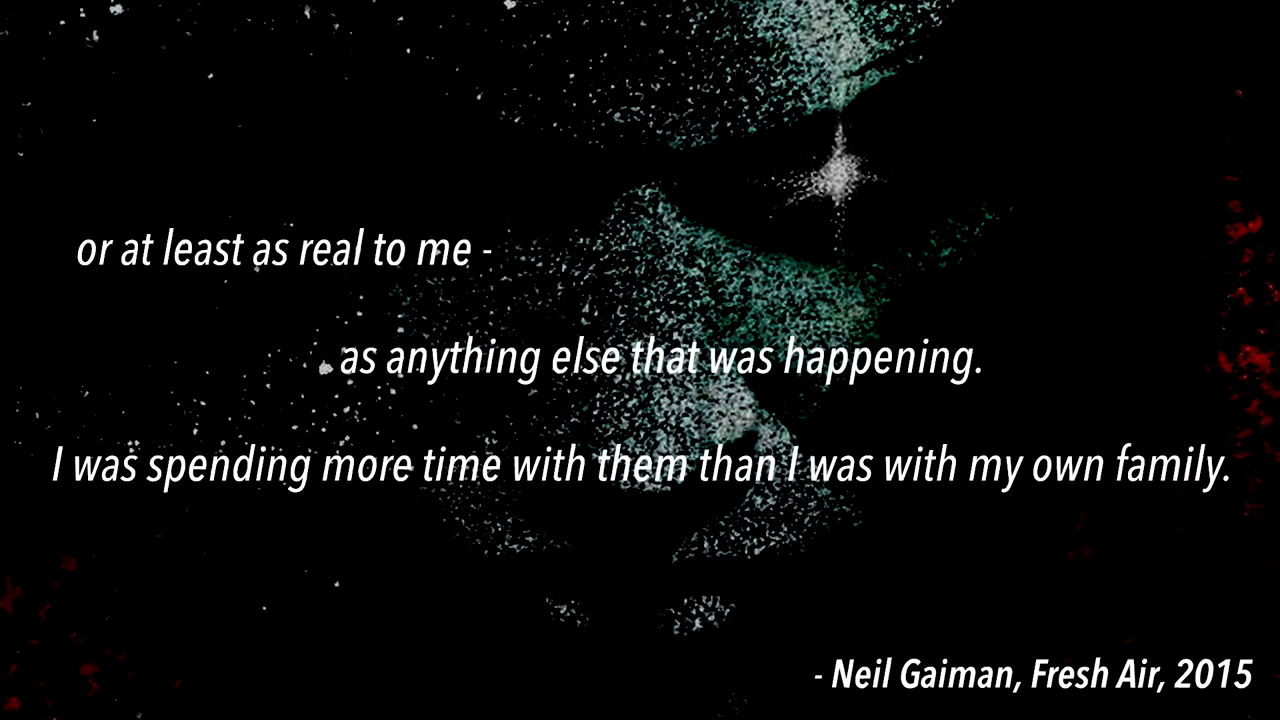 or at least as real to me -
as anything else that was happening.
I was spending more time with them than I was with my own family.
- Neil Gaiman, Fresh Air, 2015